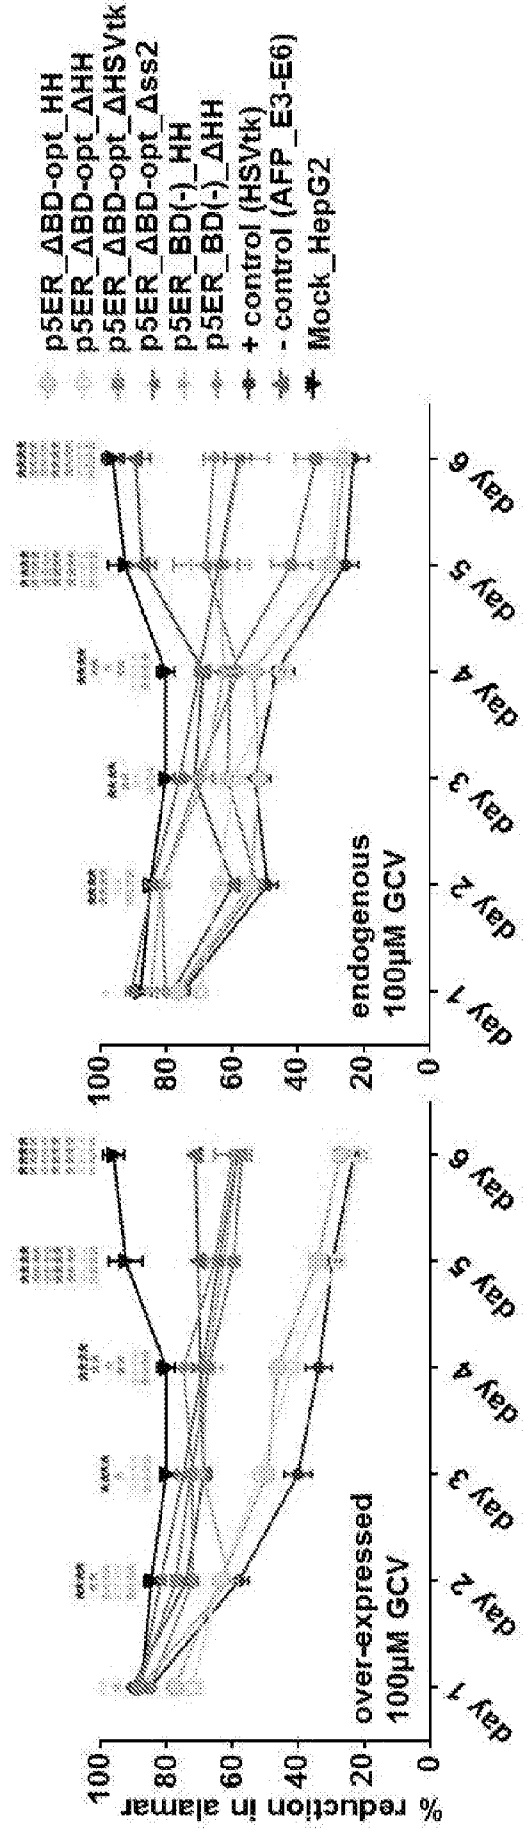 % reduction in alamar
100
80
60
40
20
0
over-expressed
100µM GCV
day 1
day 2
day 3
day 4
day 5
day 6
100
80
60
40
20
0
endogenous
100µM GCV
day 1
day 2
day 3
day 4
day 5
day 6
p5ER_ΔBD-opt_HH
p5ER_ΔBD-opt_ΔHH
p5ER_ΔBD-opt_ΔHSVtk
p5ER_ΔBD-opt_Δss2
p5ER_BD(-)_HH
p5ER_BD(-)_ΔHH
+ control (HSVtk)
- control (AFP_E3-E6)
Mock_HepG2